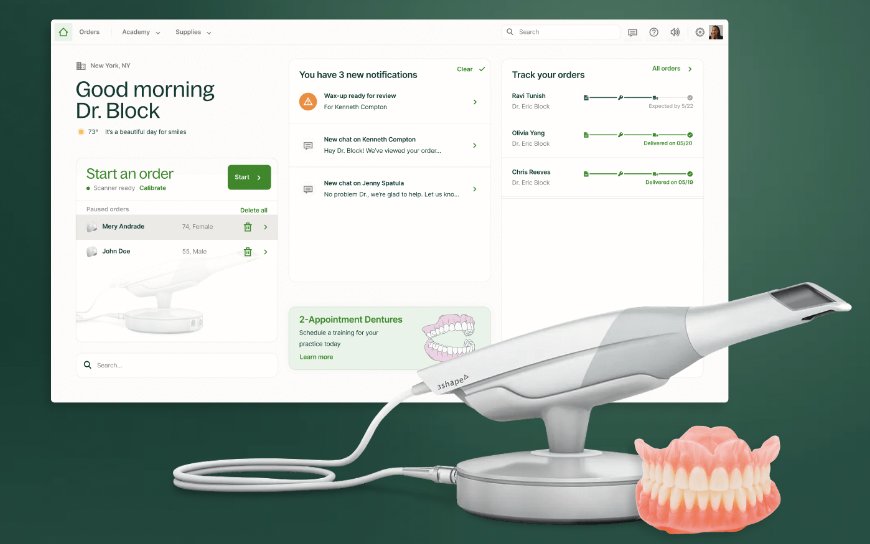 Orders
Academy
Supplies
Search
New York, NY
Good morning
Dr. Block
73° It's a beautiful day for smiles
Start an order
Scanner ready Calibrate
Start
Paused orders
Delete all
Mery Andrade
74, Female
John Doe
55, Male
Search...
You have 3 new notifications
Clear
Wax-up ready for review
For Kenneth Compton
New chat on Kenneth Compton
Hey Dr. Block! We've viewed your order...
New chat on Jenny Spatula
No problem Dr., we're glad to help. Let us kno...
2-Appointment Dentures
Schedule a training for your
practice today
Learn more
Track your orders
All orders
Ravi Tunish
Dr. Eric Block
Expected by 5/22
Olivia Yang
Dr. Eric Block
Delivered on 05/20
Chris Reeves
Dr. Eric Block
Delivered on 05/19
3shape